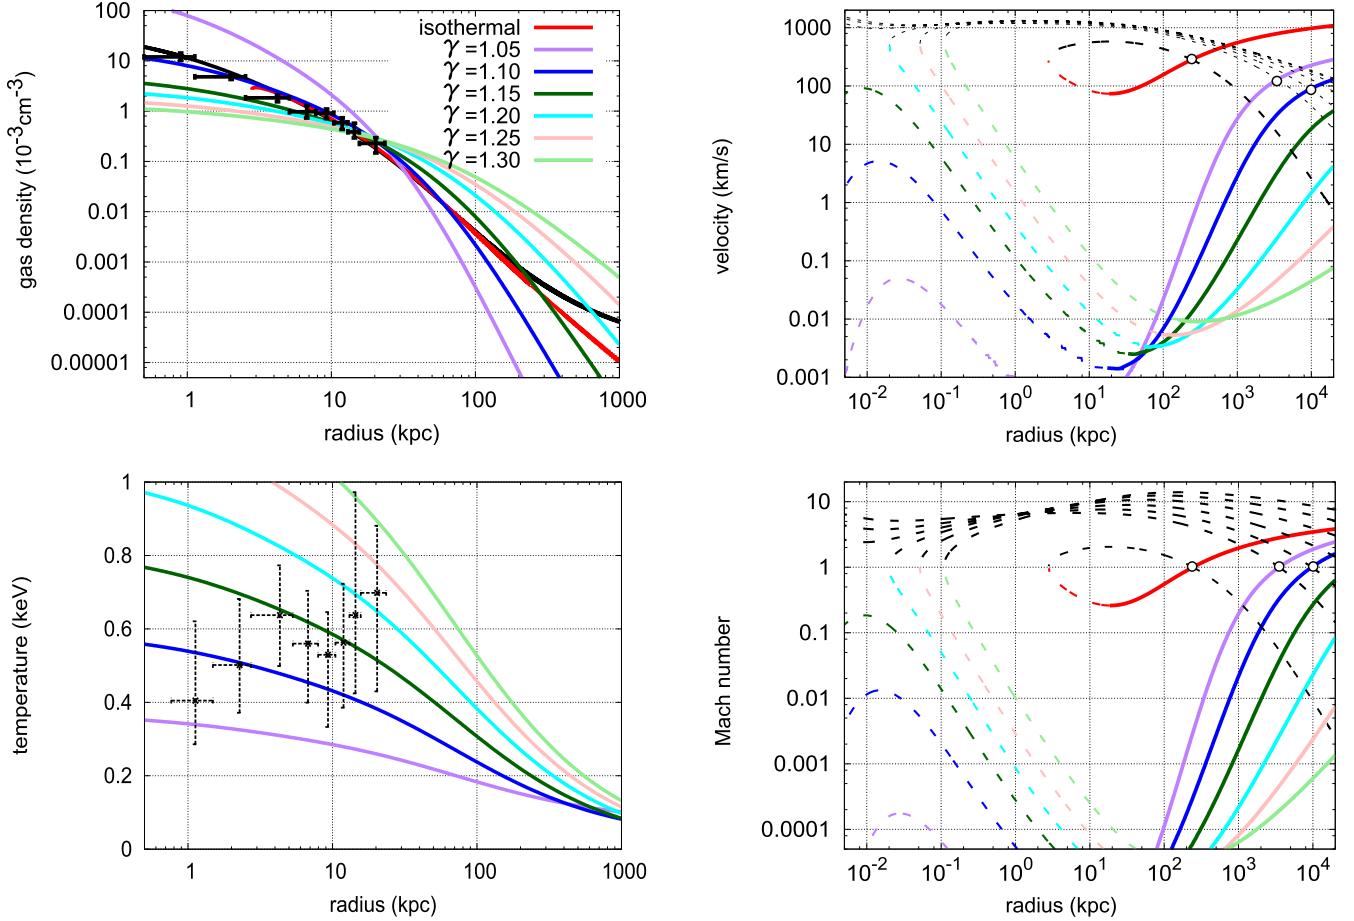 100
10
1
0.1
0.01
0.001
0.0001
0.00001
gas density (10⁻³cm⁻³)
1 10 100 1000
radius (kpc)
isothermal
γ =1.05
γ =1.10
γ =1.15
γ =1.20
γ =1.25
γ =1.30
1000
100
10
1
0.1
0.01
0.001
velocity (km/s)
10⁻² 10⁻¹ 10⁰ 10¹ 10² 10³ 10⁴
radius (kpc)
1
0.8
0.6
0.4
0.2
0
temperature (keV)
1 10 100 1000
radius (kpc)
10
1
0.1
0.01
0.001
0.0001
Mach number
10⁻² 10⁻¹ 10⁰ 10¹ 10² 10³ 10⁴
radius (kpc)